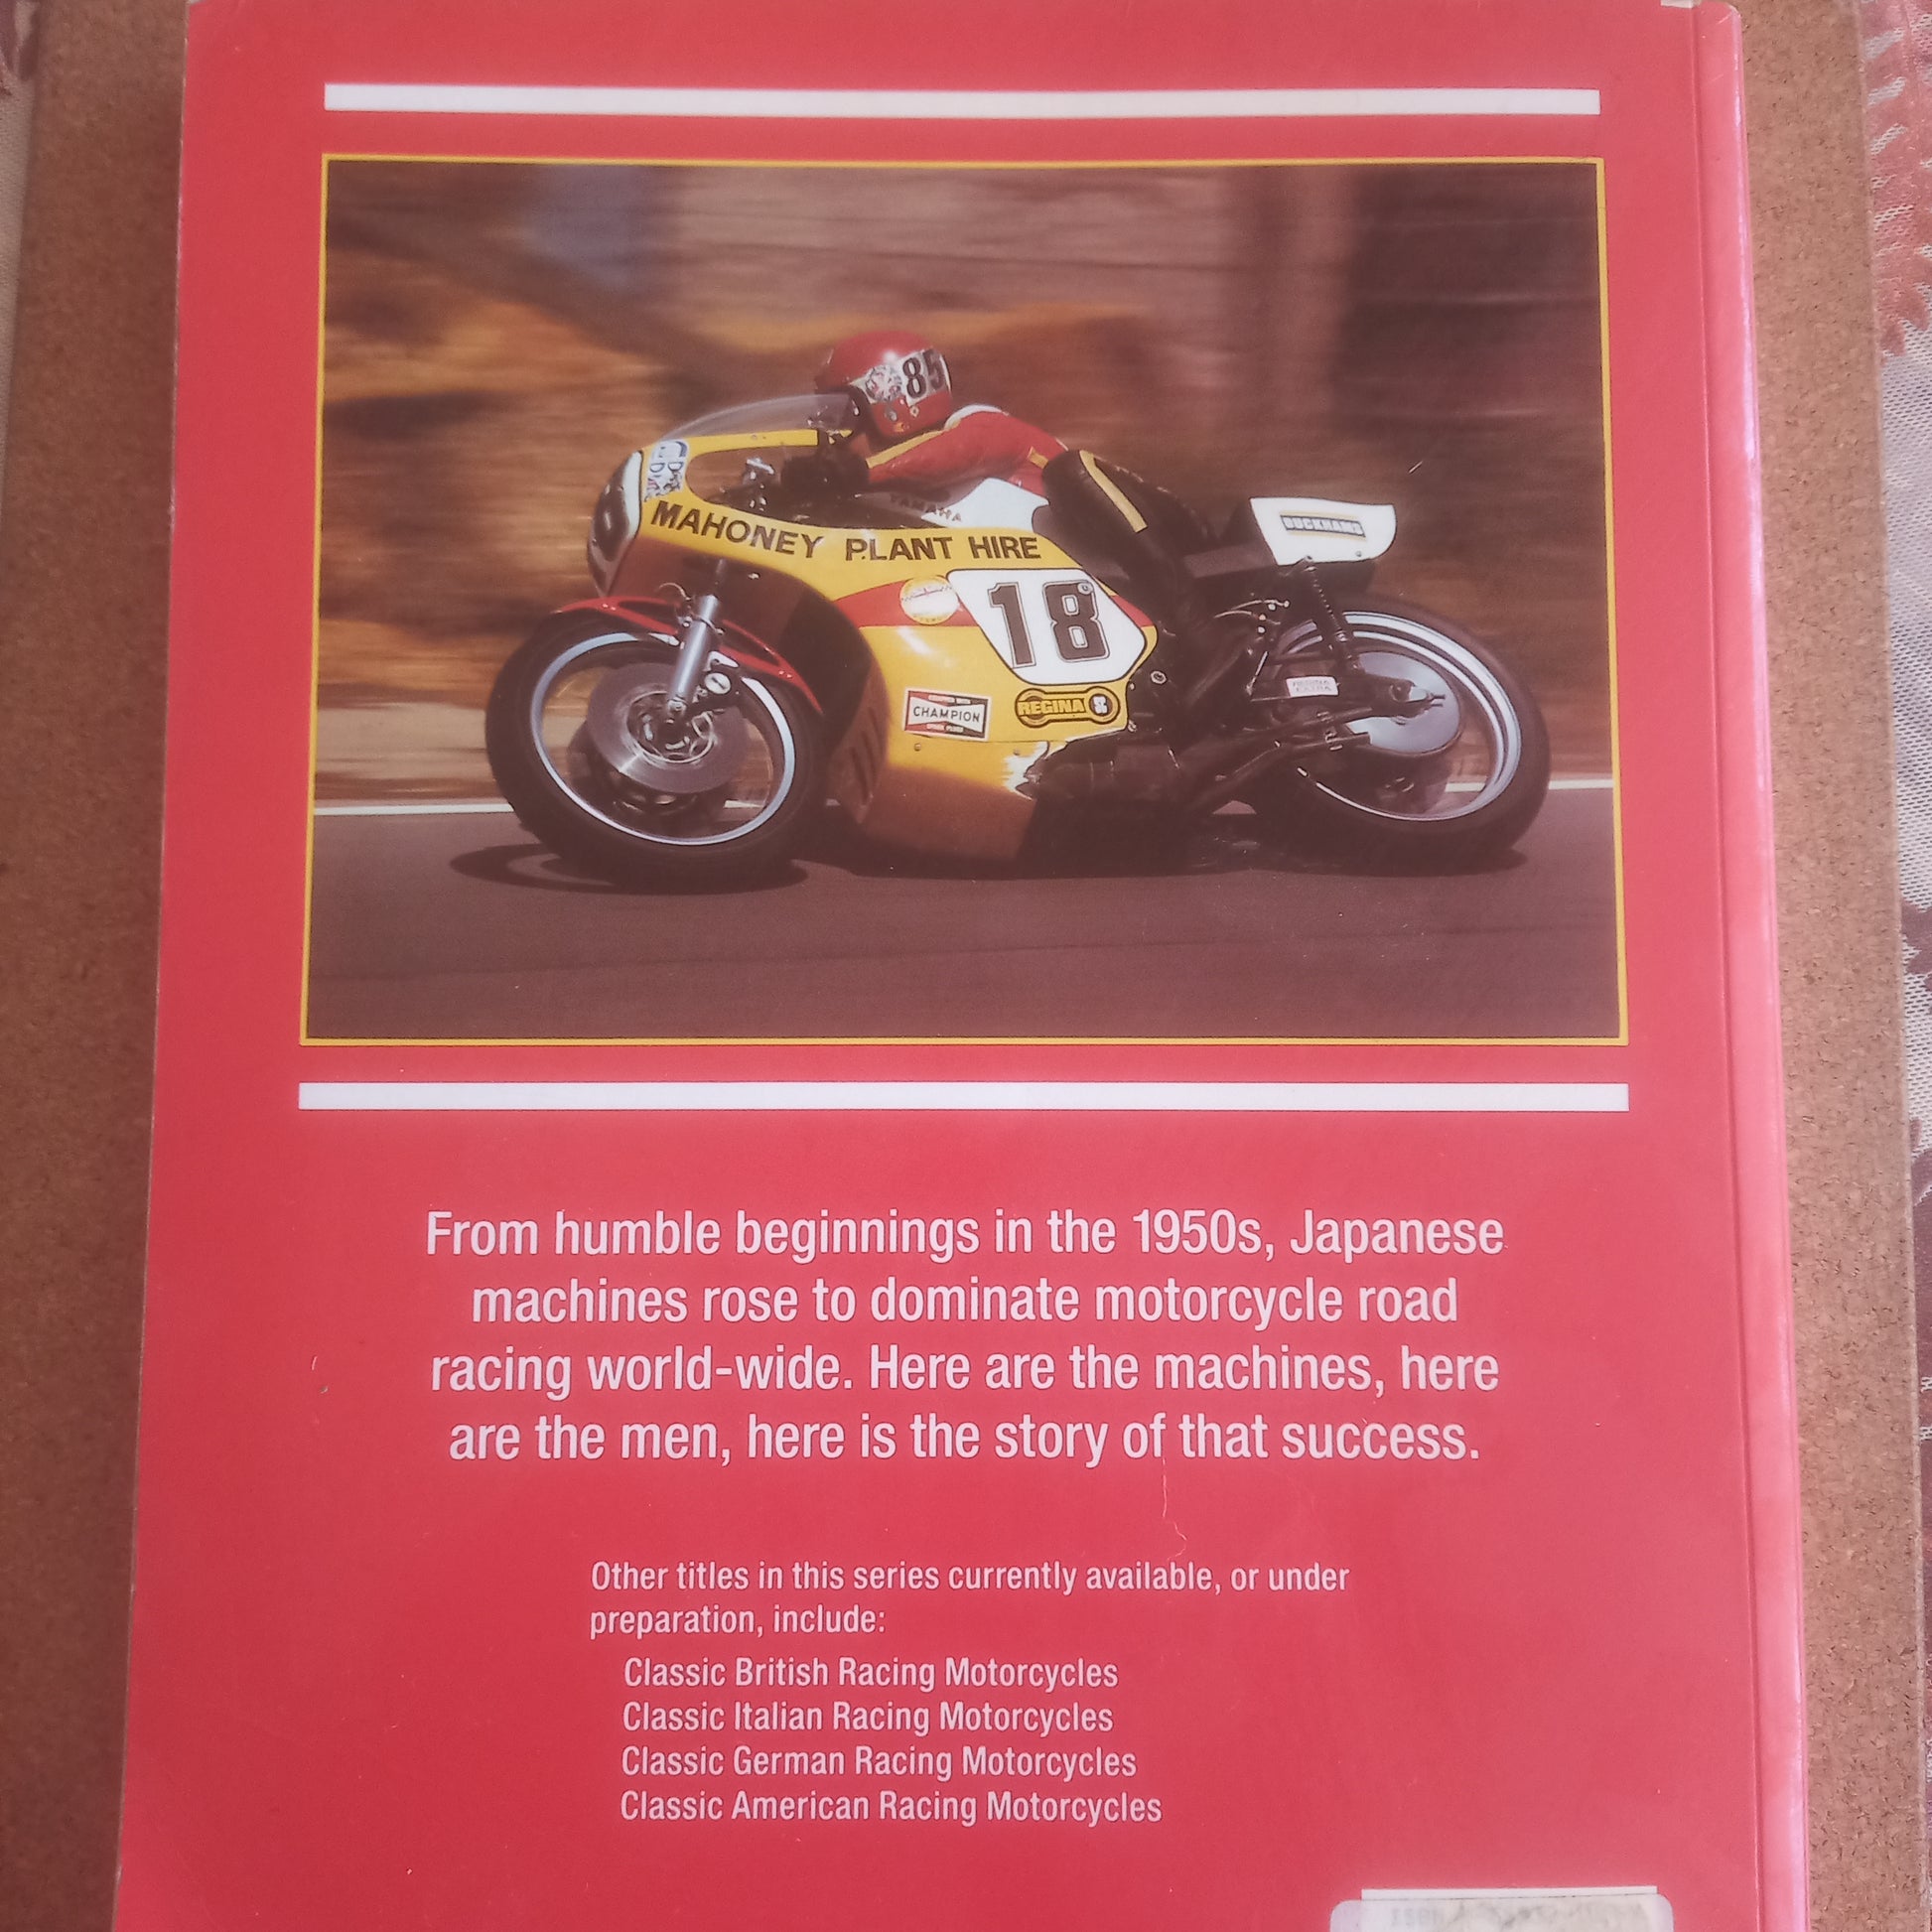 85
MAHONEY PLANT HIRE
YAMAHA
DUCKHAMS
18
CHAMPION
REGINA
REGINA
EXTRA
From humble beginnings in the 1950s, Japanese
machines rose to dominate motorcycle road
racing world-wide. Here are the machines, here
are the men, here is the story of that success.
Other titles in this series currently available, or under
preparation, include:
Classic British Racing Motorcycles
Classic Italian Racing Motorcycles
Classic German Racing Motorcycles
Classic American Racing Motorcycles